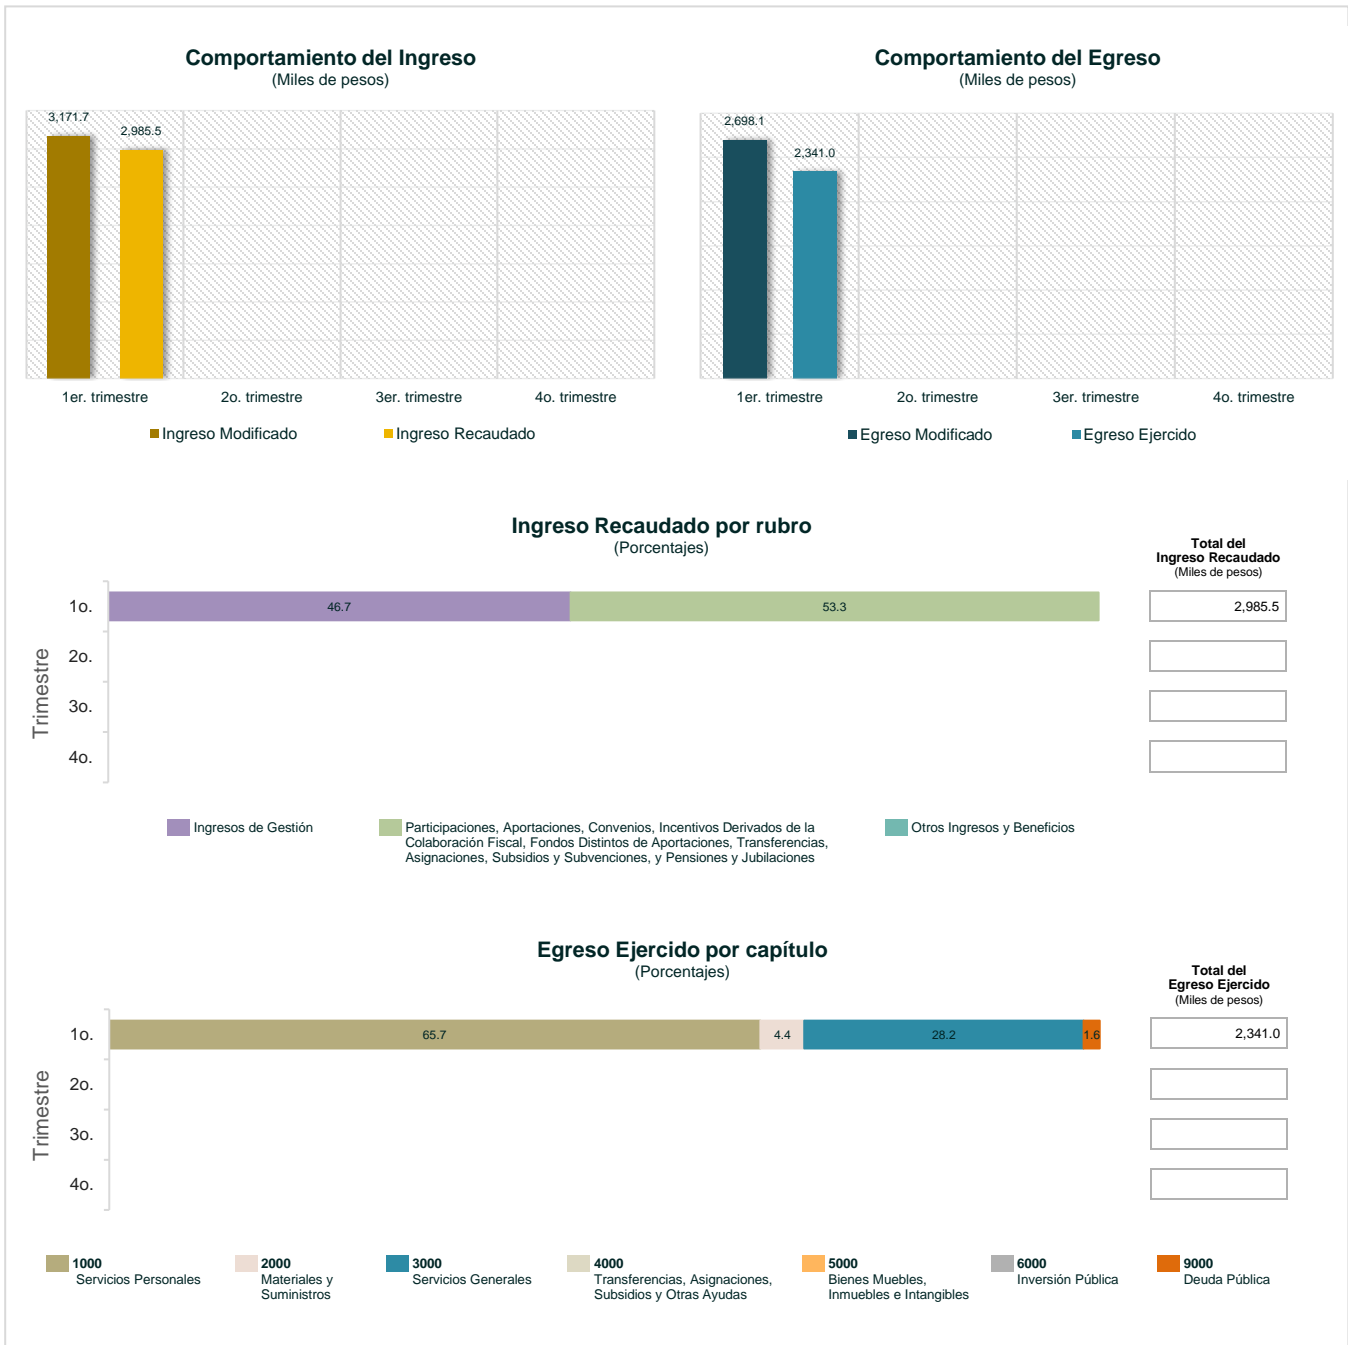 Comportamiento del Ingreso
(Miles de pesos)
3,171.7
2,985.5
1er. trimestre
2o. trimestre
3er. trimestre
4o. trimestre
Ingreso Modificado
Ingreso Recaudado
Comportamiento del Egreso
(Miles de pesos)
2,698.1
2,341.0
1er. trimestre
2o. trimestre
3er. trimestre
4o. trimestre
Egreso Modificado
Egreso Ejercido
Ingreso Recaudado por rubro
(Porcentajes)
Total del
Ingreso Recaudado
(Miles de pesos)
Trimestre
1o.
46.7
53.3
2,985.5
2o.
3o.
4o.
Ingresos de Gestión
Participaciones, Aportaciones, Convenios, Incentivos Derivados de la
Colaboración Fiscal, Fondos Distintos de Aportaciones, Transferencias,
Asignaciones, Subsidios y Subvenciones, y Pensiones y Jubilaciones
Otros Ingresos y Beneficios
Egreso Ejercido por capítulo
(Porcentajes)
Total del
Egreso Ejercido
(Miles de pesos)
Trimestre
1o.
65.7
4.4
28.2
1.6
2,341.0
2o.
3o.
4o.
1000
Servicios Personales
2000
Materiales y
Suministros
3000
Servicios Generales
4000
Transferencias, Asignaciones,
Subsidios y Otras Ayudas
5000
Bienes Muebles,
Inmuebles e Intangibles
6000
Inversión Pública
9000
Deuda Pública